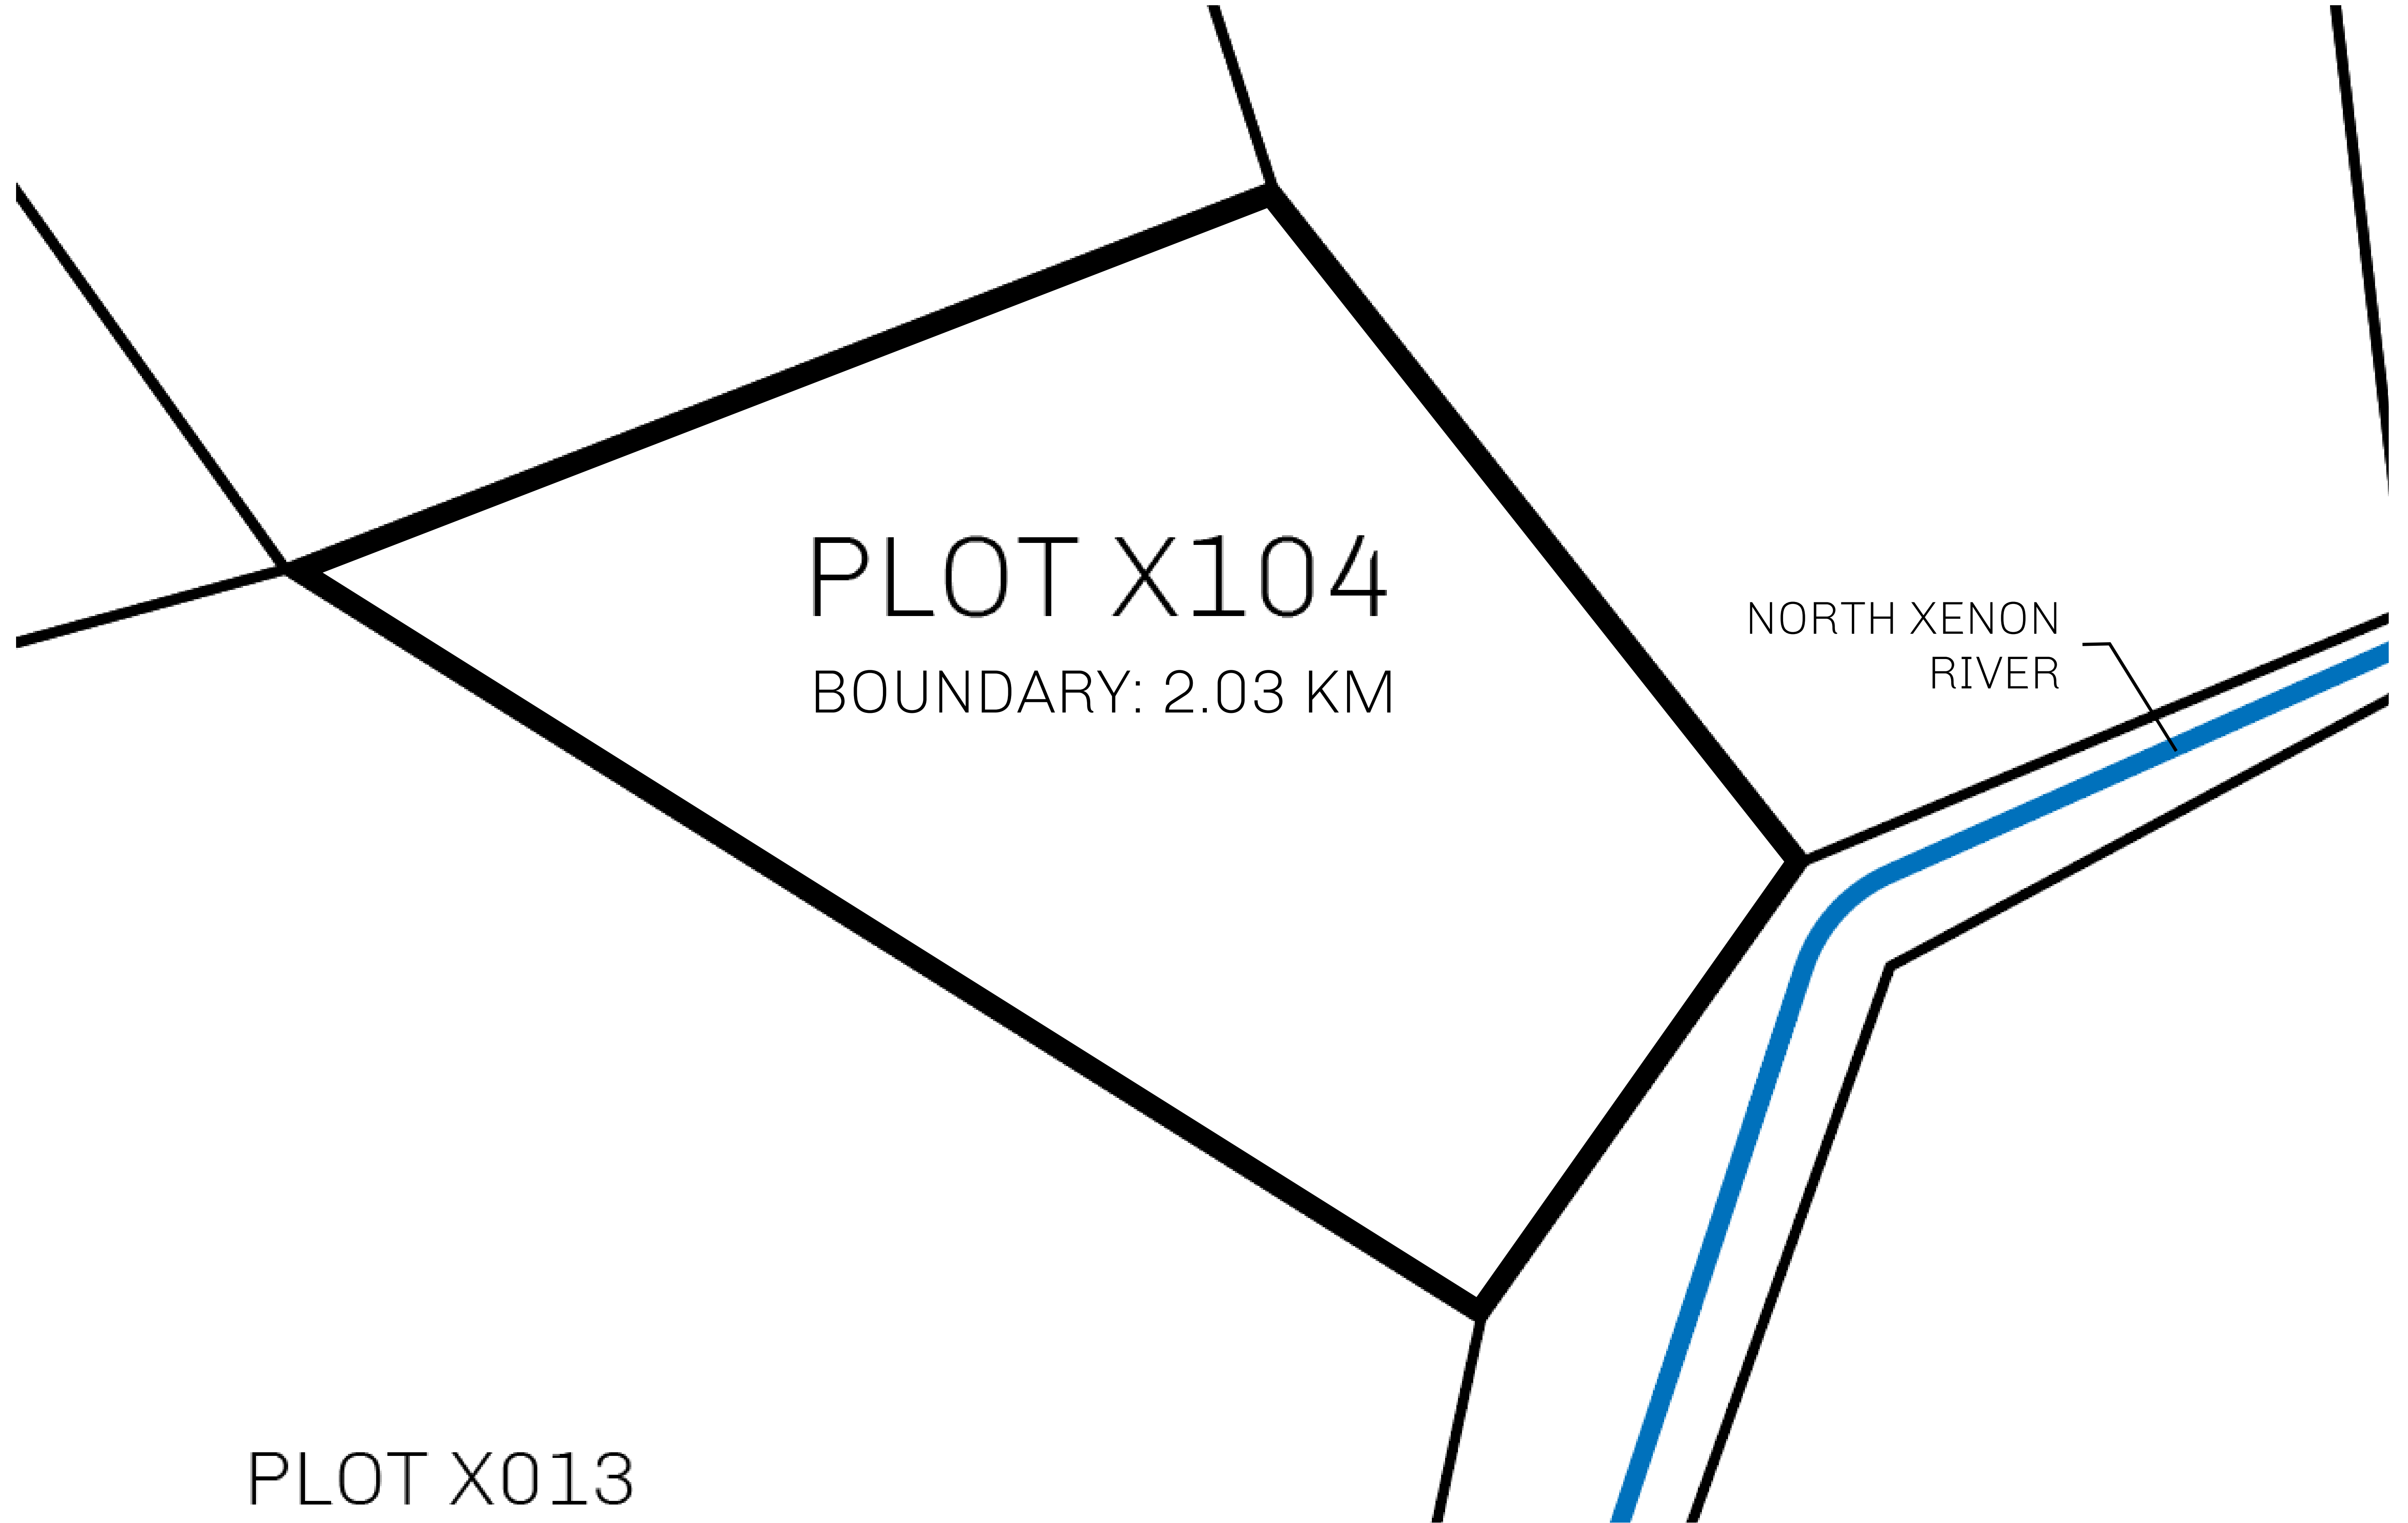 PLOT X104
BOUNDARY: 2.03 KM
NORTH XENON
RIVER
PLOT X013